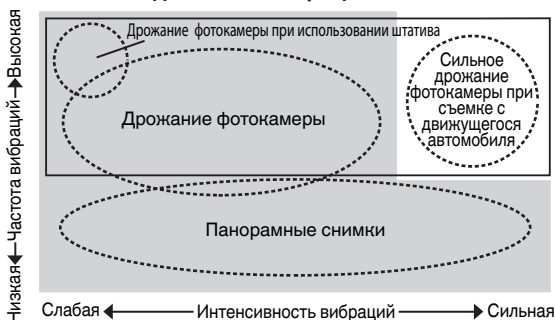 Дрожание фотокамеры при использовании штатива
Сильное
дрожание
фотокамеры при
съемке с
движущегося
автомобиля
Дрожание фотокамеры
Панорамные снимки
Низкая
Частота вибраций
Высокая
Слабая
Интенсивность вибраций
Сильная